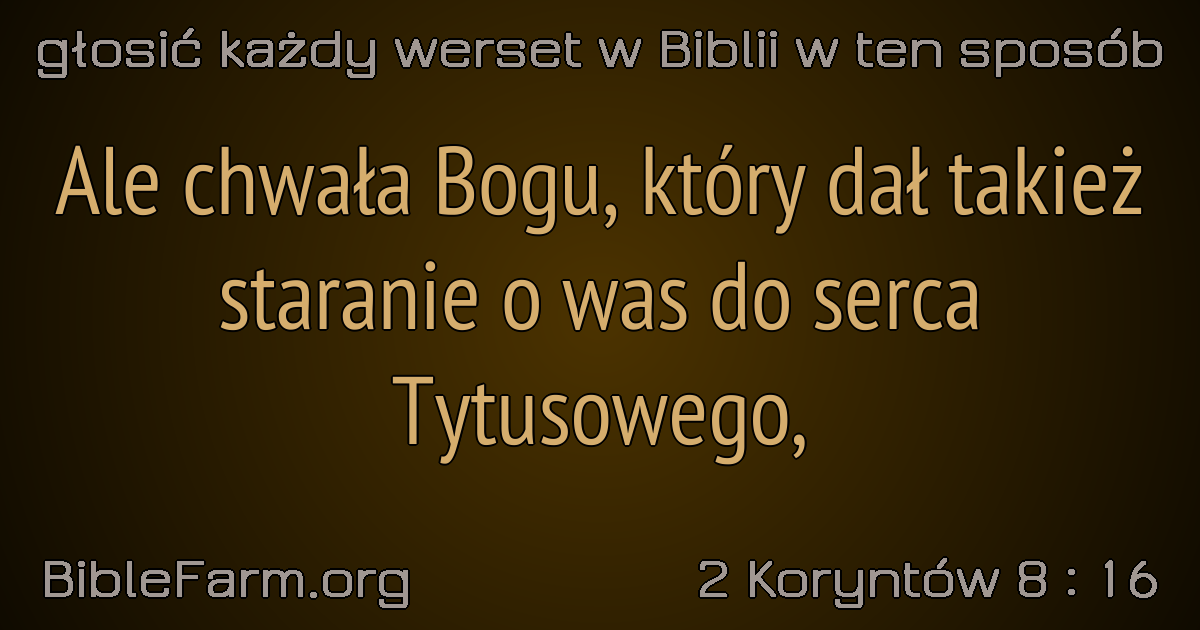 głosić każdy werset w Biblii w ten sposób
Ale chwała Bogu, który dał takież
staranie o was do serca
Tytusowego,
BibleFarm.org
2 Koryntów 8 : 16